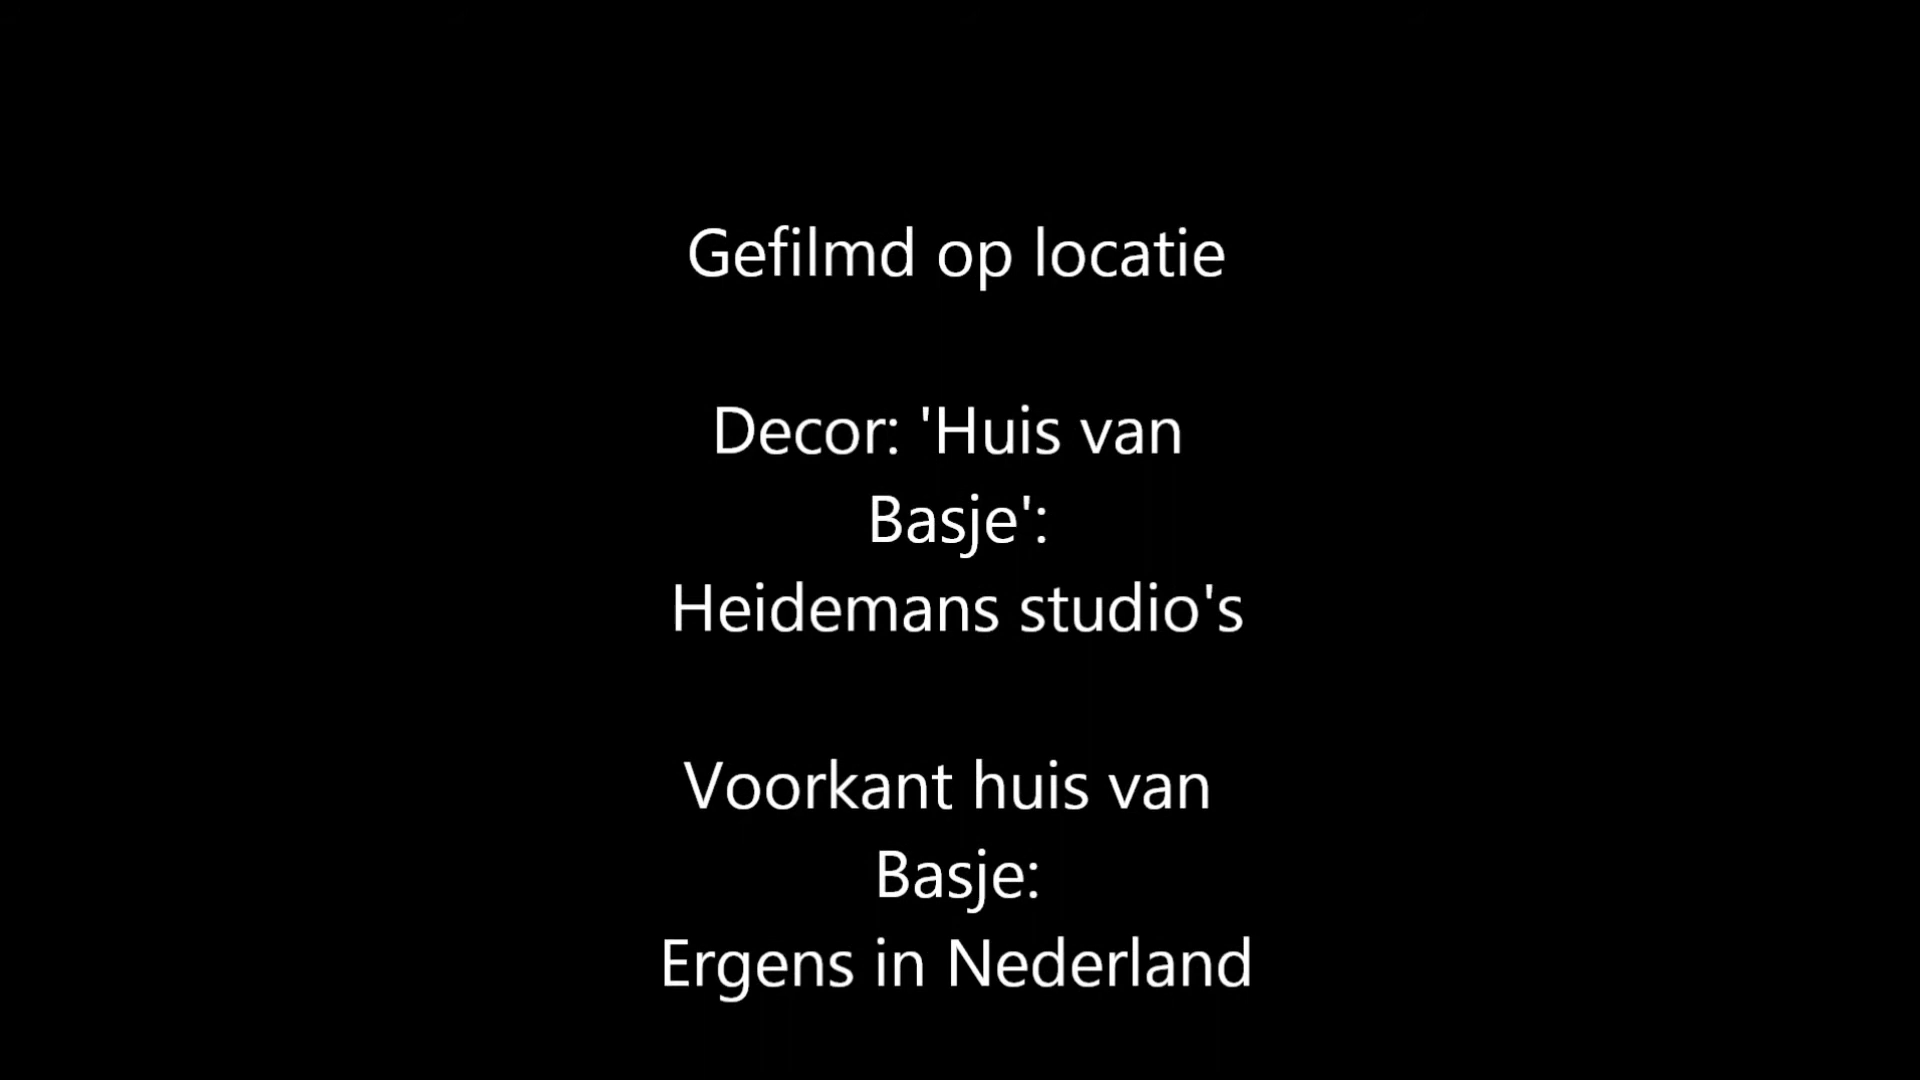 Gefilmd op locatie
Decor: 'Huis van
Basje':
Heidemans studio's
Voorkant huis van
Basje:
Ergens in Nederland